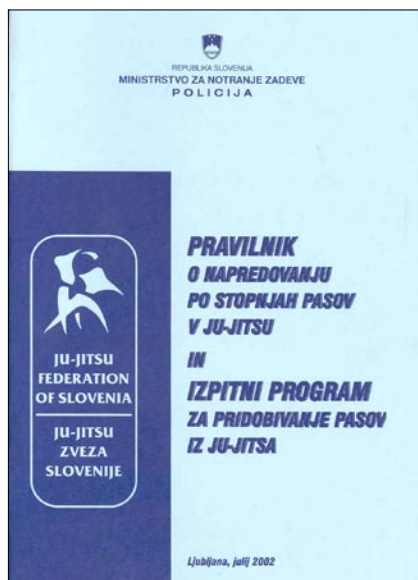 REPUBLIKA SLOVENIJA
MINISTRSTVO ZA NOTRANJE ZADEVE
POLICIJA
PRAVILNIK
O NAPREDOVANJU
PO STOPNJAH PASOV
V JU-JITSU
IN
IZPITNI PROGRAM
ZA PRIDOBIVANJE PASOV
IZ JU-JITSA
JU-JITSU
FEDERATION
OF SLOVENIA
JU-JITSU
ZVEZA
SLOVENIJE
Ljubljana, julij 2002